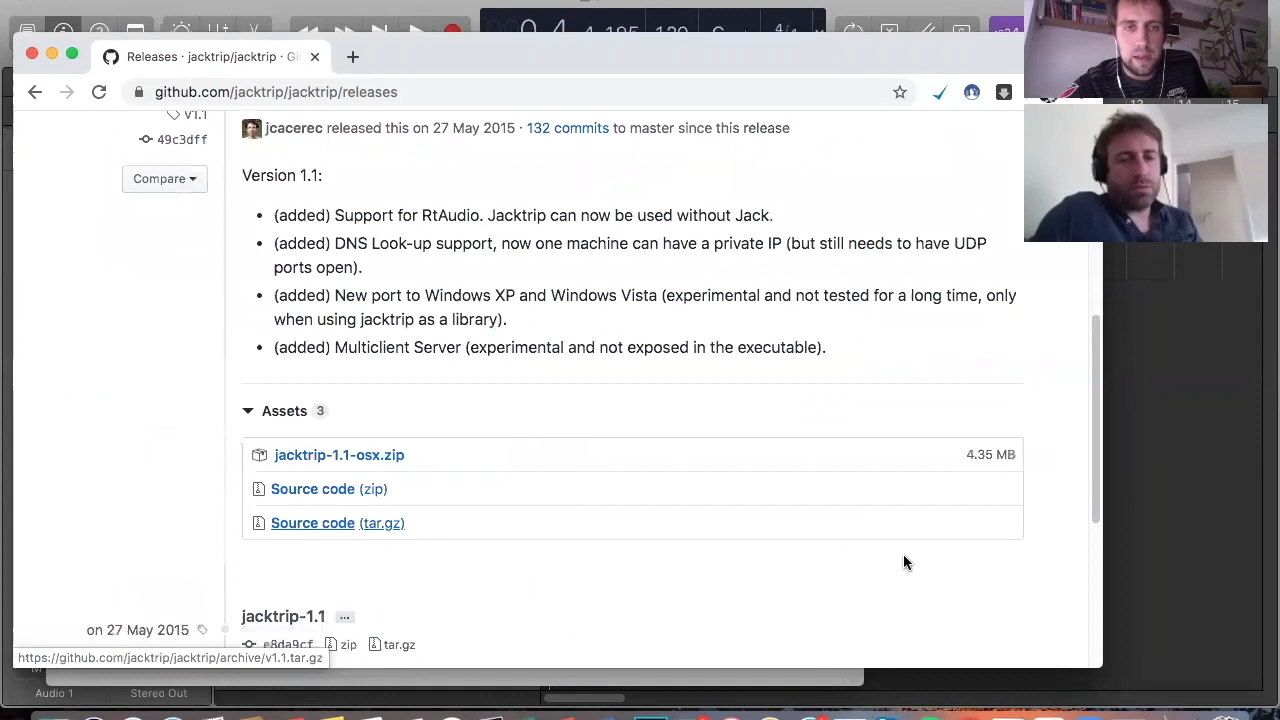 Releases · jacktrip/jacktrip · Gi
github.com/jacktrip/jacktrip/releases
v1.1
49c3dff
Compare
jcacerec released this on 27 May 2015 · 132 commits to master since this release
Version 1.1:
• (added) Support for RtAudio. Jacktrip can now be used without Jack.
• (added) DNS Look-up support, now one machine can have a private IP (but still needs to have UDP
ports open).
• (added) New port to Windows XP and Windows Vista (experimental and not tested for a long time, only
when using jacktrip as a library).
• (added) Multiclient Server (experimental and not exposed in the executable).
Assets 3
jacktrip-1.1-osx.zip 4.35 MB
Source code (zip)
Source code (tar.gz)
jacktrip-1.1 ...
on 27 May 2015
e8da9cf zip tar.gz
https://github.com/jacktrip/jacktrip/archive/v1.1.tar.gz
Audio 1 Stereo Out
14 15